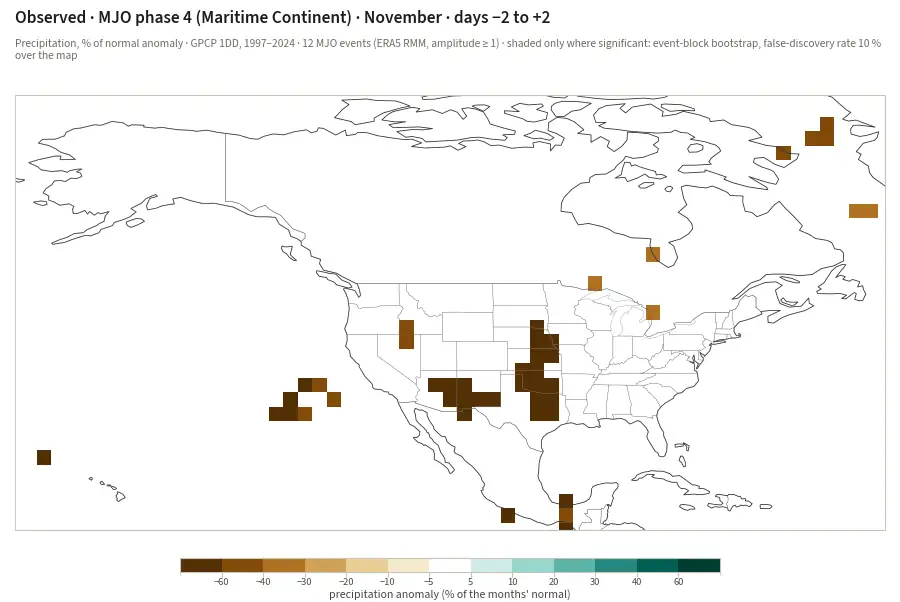 Observed · MJO phase 4 (Maritime Continent) · November · days −2 to +2
Precipitation, % of normal anomaly · GPCP 1DD, 1997–2024 · 12 MJO events (ERA5 RMM, amplitude ≥ 1) · shaded only where significant: event-block bootstrap, false-discovery rate 10 %
over the map
−60 −40 −30 −20 −10 −5 5 10 20 30 40 60
precipitation anomaly (% of the months' normal)